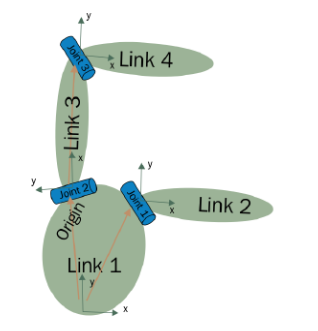 y
Joint 3
x
Link 4
Link 3
x
y
Joint 2
y
Joint 1
x
Link 2
Origin
Link 1
y
x